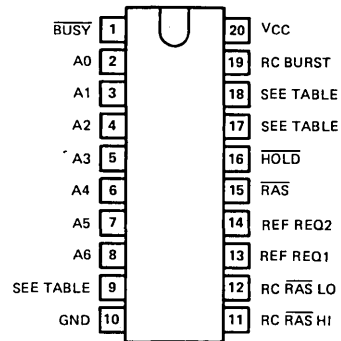 BUSY 1 20 VCC
A0 2 19 RC BURST
A1 3 18 SEE TABLE
A2 4 17 SEE TABLE
A3 5 16 HOLD
A4 6 15 RAS
A5 7 14 REF REQ2
A6 8 13 REF REQ1
SEE TABLE 9 12 RC RAS LO
GND 10 11 RC RAS HI